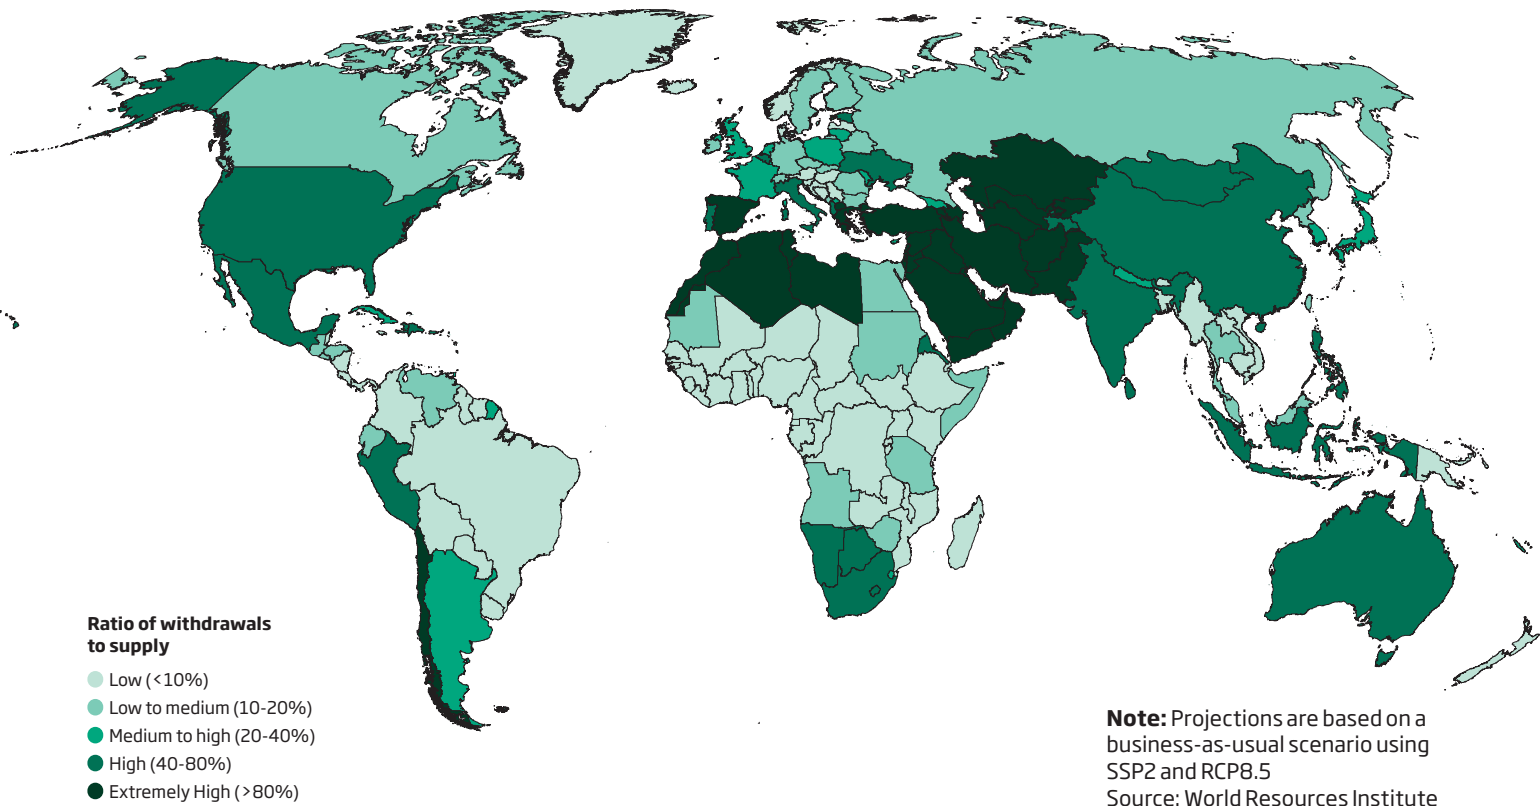 Ratio of withdrawals
to supply
Low (<10%)
Low to medium (10-20%)
Medium to high (20-40%)
High (40-80%)
Extremely High (>80%)
Note: Projections are based on a
business-as-usual scenario using
SSP2 and RCP8.5
Source: World Resources Institute